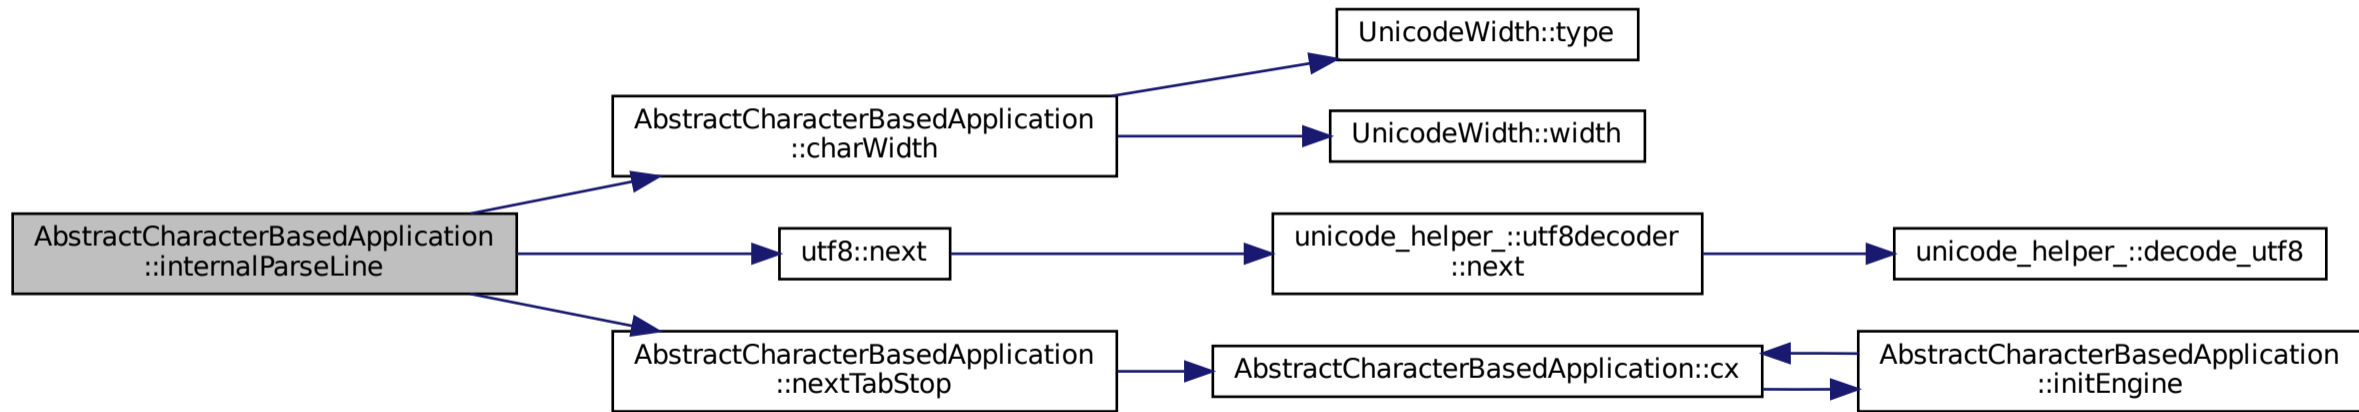 UnicodeWidth::type
AbstractCharacterBasedApplication
::charWidth
UnicodeWidth::width
AbstractCharacterBasedApplication
::internalParseLine
utf8::next
unicode_helper_::utf8decoder
::next
unicode_helper_::decode_utf8
AbstractCharacterBasedApplication
::nextTabStop
AbstractCharacterBasedApplication::cx
AbstractCharacterBasedApplication
::initEngine